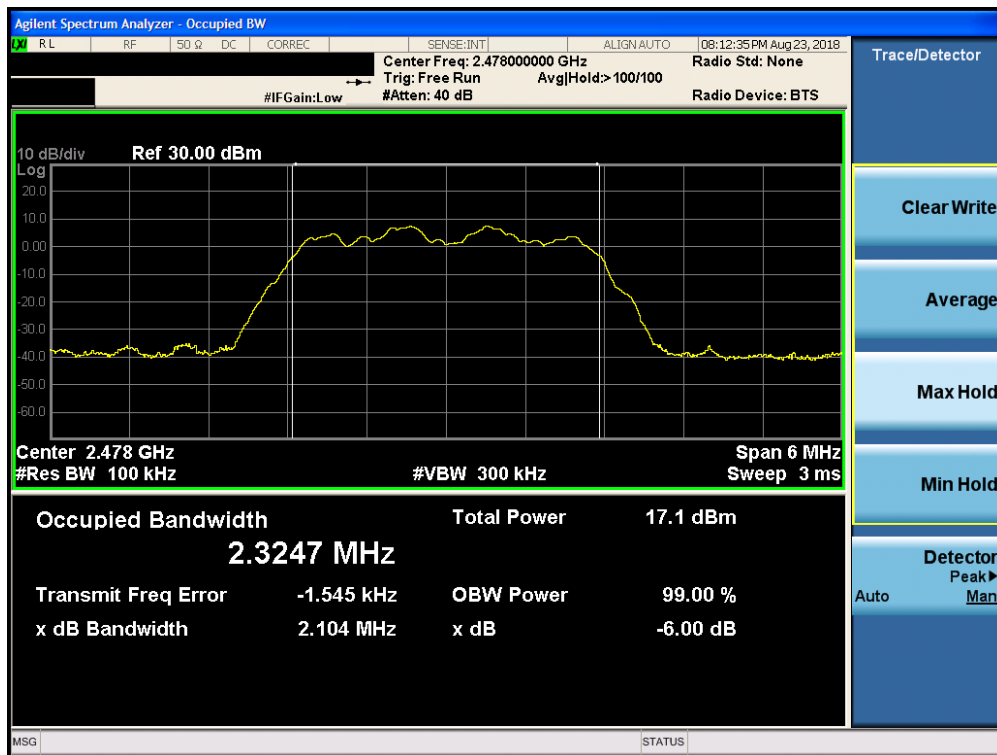 Agilent Spectrum Analyzer - Occupied BW
LXI RL RF 50 Ω DC CORREC SENSE:INT ALIGN AUTO 08:12:35 PM Aug 23, 2018
Center Freq: 2.478000000 GHz Radio Std: None
Trig: Free Run Avg|Hold:>100/100
#IFGain:Low #Atten: 40 dB Radio Device: BTS
10 dB/div Ref 30.00 dBm
Log
20.0
10.0
0.00
-10.0
-20.0
-30.0
-40.0
-50.0
-60.0
Center 2.478 GHz Span 6 MHz
#Res BW 100 kHz #VBW 300 kHz Sweep 3 ms
Occupied Bandwidth Total Power 17.1 dBm
2.3247 MHz
Transmit Freq Error -1.545 kHz OBW Power 99.00 %
x dB Bandwidth 2.104 MHz x dB -6.00 dB
MSG STATUS
Trace/Detector
Clear Write
Average
Max Hold
Min Hold
Detector
Peak▶
Auto Man